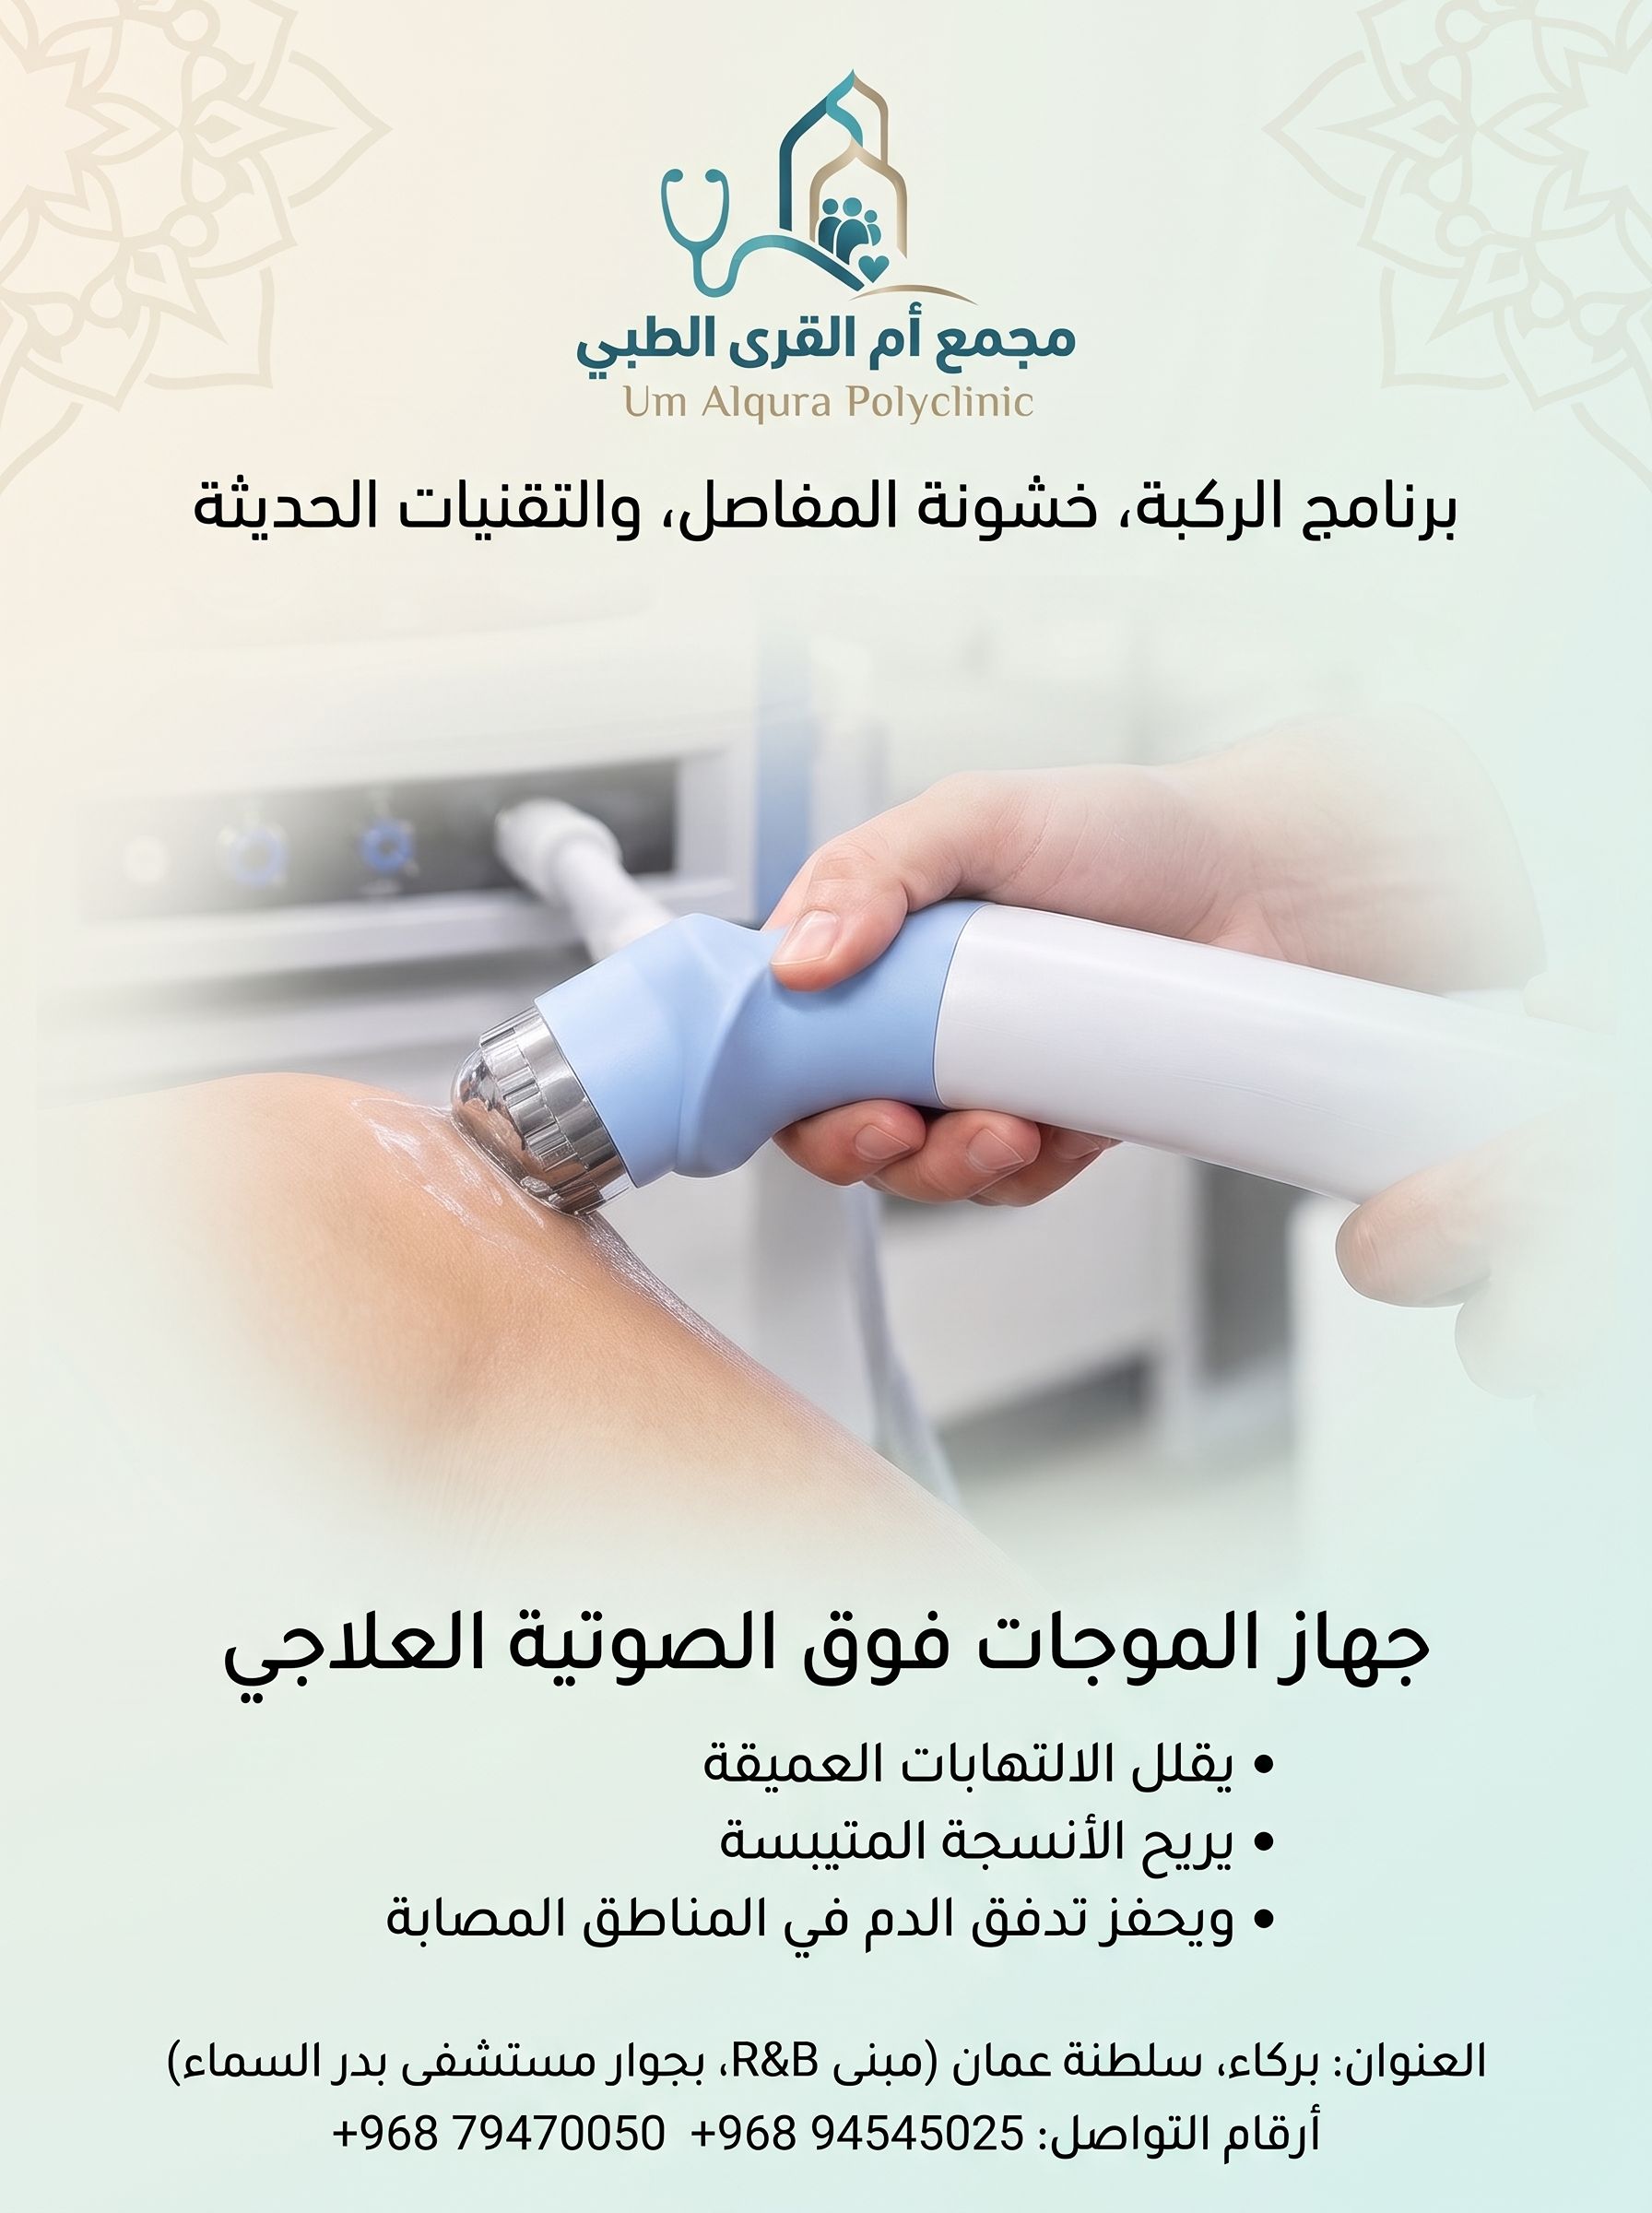 مجمع أم القرى الطبي
Um Alqura Polyclinic
برنامج الركبة، خشونة المفاصل، والتقنيات الحديثة
جهاز الموجات فوق الصوتية العلاجي
• يقلل الالتهابات العميقة
• يريح الأنسجة المتيبسة
• ويحفز تدفق الدم في المناطق المصابة
العنوان: بركاء، سلطنة عمان (مبنى R&B، بجوار مستشفى بدر السماء)
أرقام التواصل: 94545025 968+ 79470050 968+